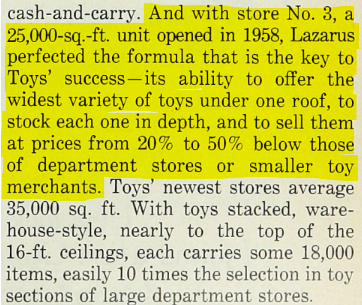 cash-and-carry. And with store No. 3, a
25,000-sq.-ft. unit opened in 1958, Lazarus
perfected the formula that is the key to
Toys' success—its ability to offer the
widest variety of toys under one roof, to
stock each one in depth, and to sell them
at prices from 20% to 50% below those
of department stores or smaller toy
merchants. Toys' newest stores average
35,000 sq. ft. With toys stacked, ware-
house-style, nearly to the top of the
16-ft. ceilings, each carries some 18,000
items, easily 10 times the selection in toy
sections of large department stores.